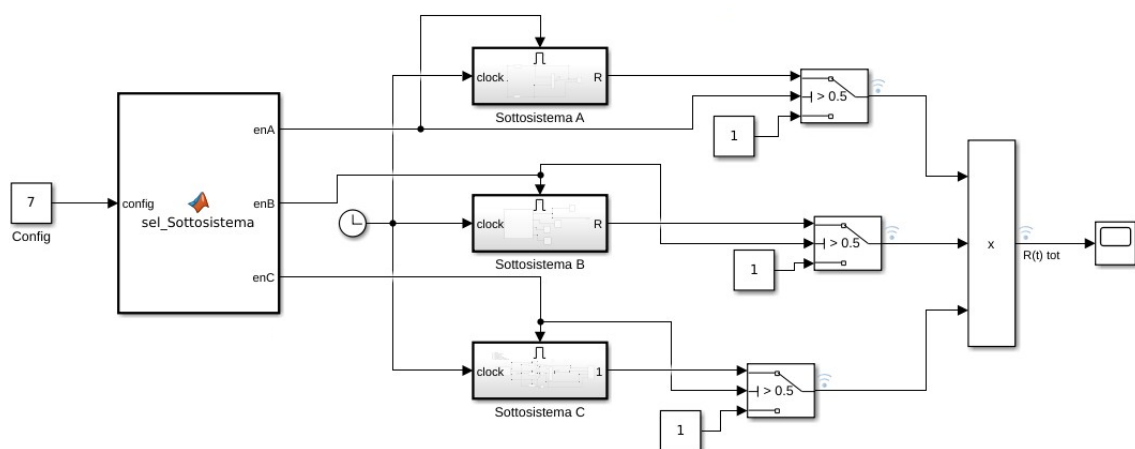 clock
R
Sottosistema A
> 0.5
1
enA
7
Config
config
sel_Sottosistema
enB
clock
R
Sottosistema B
> 0.5
1
x
R(t) tot
enC
clock
1
Sottosistema C
> 0.5
1